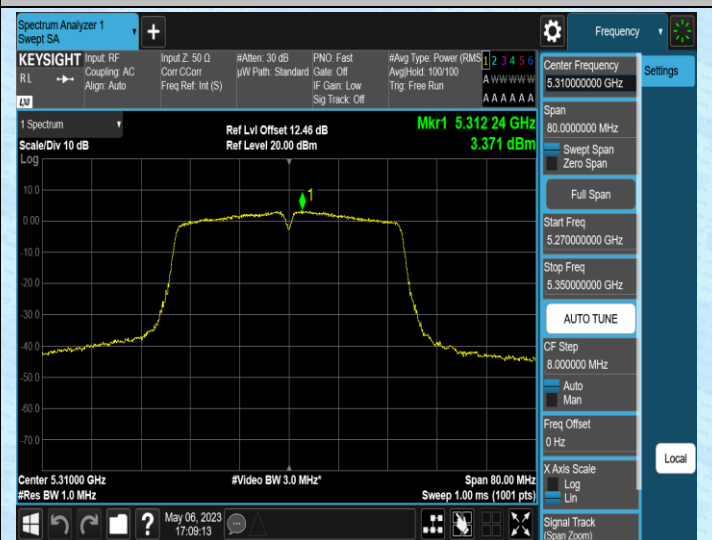 Spectrum Analyzer 1
Swept SA
+
Frequency
KEYSIGHT
RL
LXI
Input: RF
Coupling: AC
Align: Auto
Input Z: 50 Ω
Corr CCorr
Freq Ref: Int (S)
#Atten: 30 dB
µW Path: Standard
PNO: Fast
Gate: Off
IF Gain: Low
Sig Track: Off
#Avg Type: Power (RMS
Avg|Hold: 100/100
Trig: Free Run
1 2 3 4 5 6
A W W W W W
A A A A A A
1 Spectrum
Scale/Div 10 dB
Ref Lvl Offset 12.46 dB
Ref Level 20.00 dBm
Mkr1 5.312 24 GHz
3.371 dBm
Log
10.0
0.00
-10.0
-20.0
-30.0
-40.0
-50.0
-60.0
-70.0
1
Center 5.31000 GHz
#Res BW 1.0 MHz
#Video BW 3.0 MHz*
Span 80.00 MHz
Sweep 1.00 ms (1001 pts)
Center Frequency
5.310000000 GHz
Settings
Span
80.0000000 MHz
Swept Span
Zero Span
Full Span
Start Freq
5.270000000 GHz
Stop Freq
5.350000000 GHz
AUTO TUNE
CF Step
8.000000 MHz
Auto
Man
Freq Offset
0 Hz
X Axis Scale
Log
Lin
Local
Signal Track
(Span Zoom)
?
May 06, 2023
17:09:13